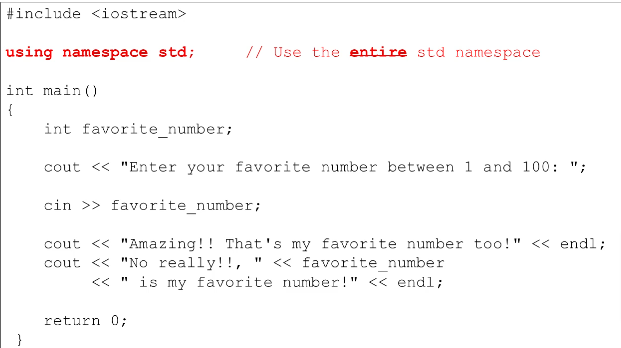 #include <iostream>
using namespace std;     // Use the entire std namespace
int main()
{
    int favorite_number;
    cout << "Enter your favorite number between 1 and 100: ";
    cin >> favorite_number;
    cout << "Amazing!! That's my favorite number too!" << endl;
    cout << "No really!!, " << favorite_number
         << " is my favorite number!" << endl;
    return 0;
}